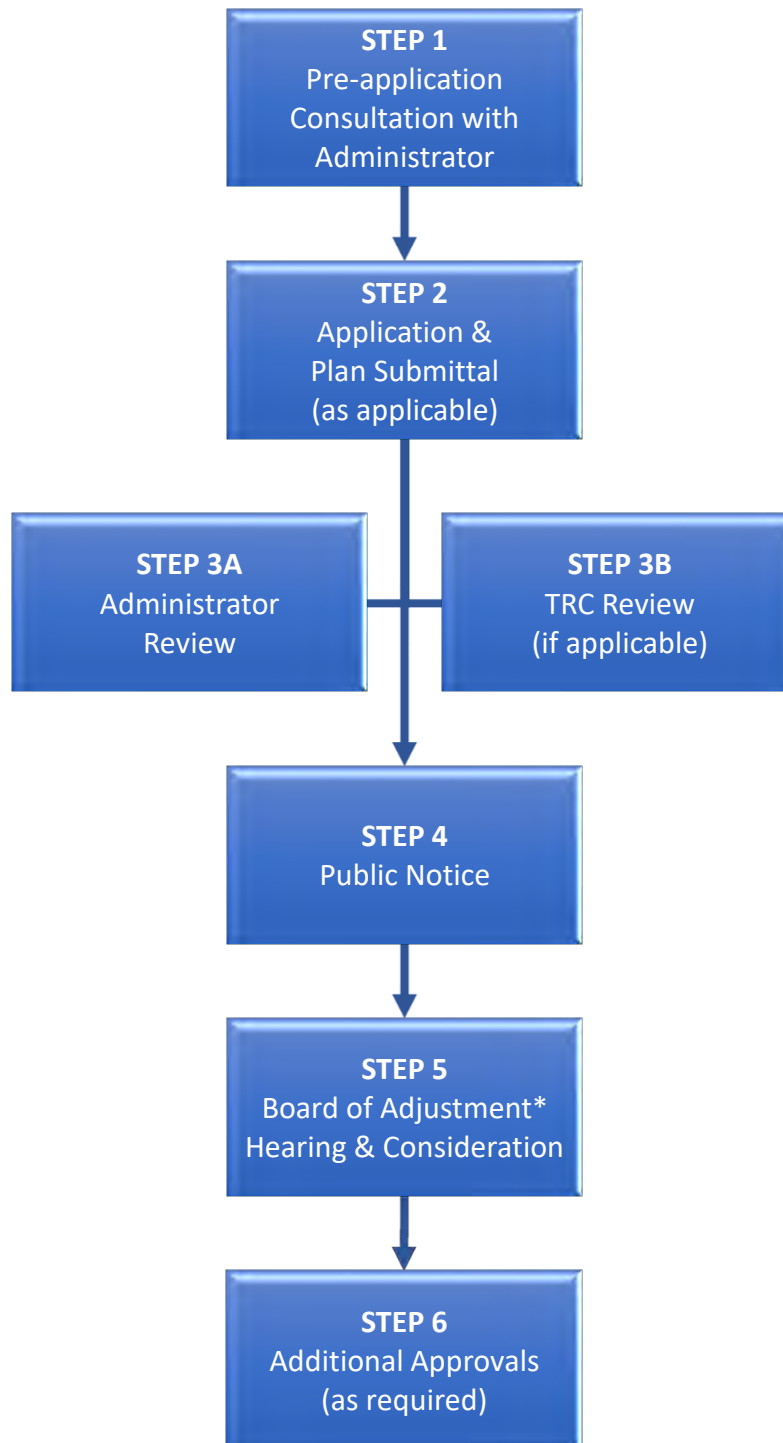 STEP 1
Pre-application
Consultation with
Administrator
STEP 2
Application &
Plan Submittal
(as applicable)
STEP 3A
Administrator
Review
STEP 3B
TRC Review
(if applicable)
STEP 4
Public Notice
STEP 5
Board of Adjustment*
Hearing & Consideration
STEP 6
Additional Approvals
(as required)